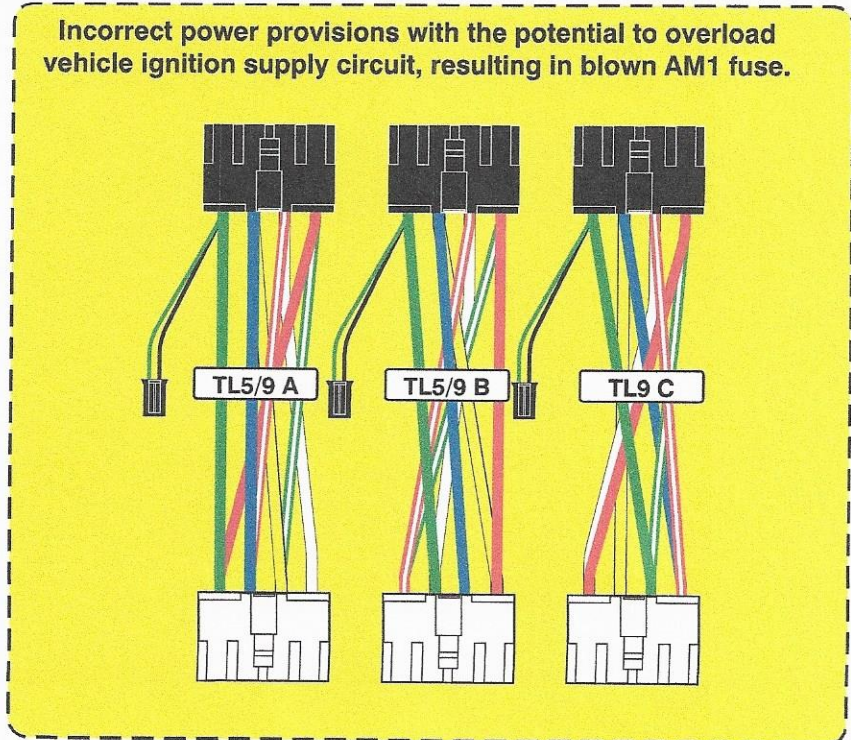 Incorrect power provisions with the potential to overload
vehicle ignition supply circuit, resulting in blown AM1 fuse.
TL5/9 A
TL5/9 B
TL9 C